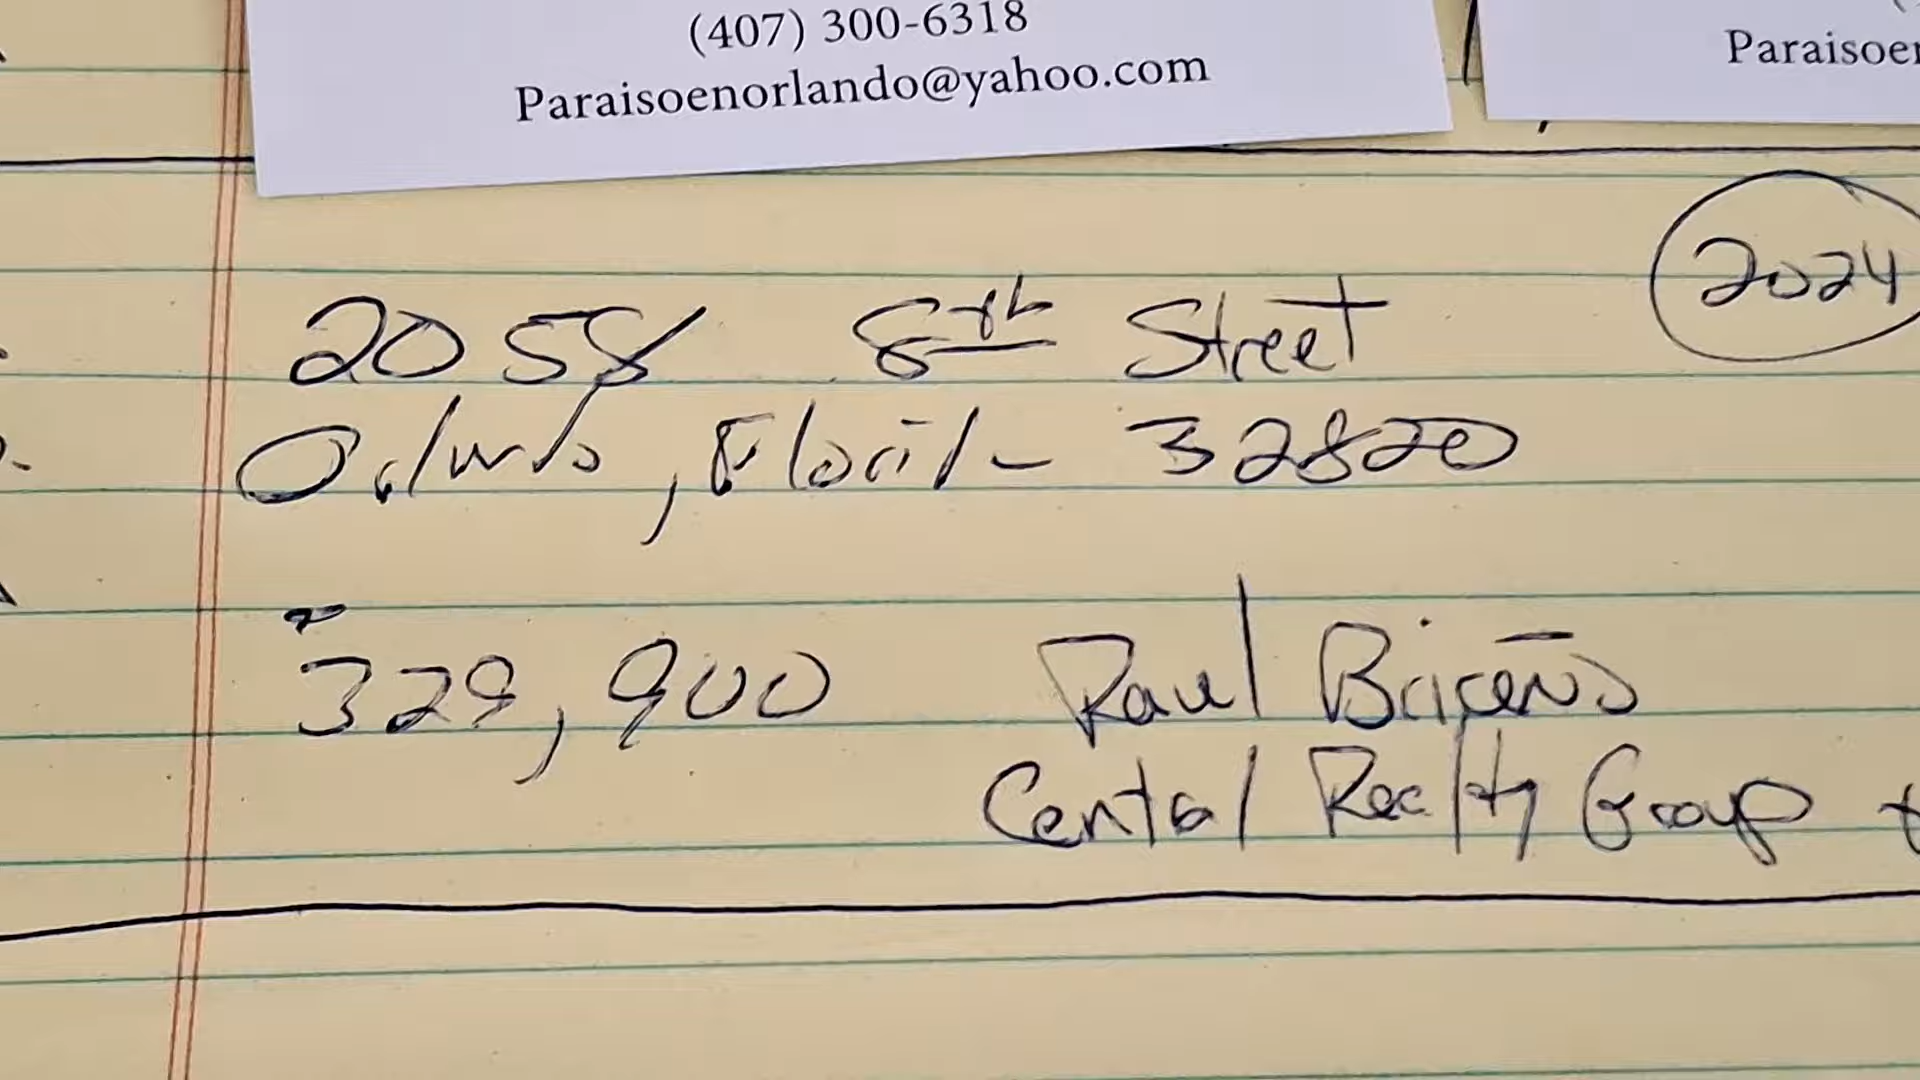 (407) 300-6318
Paraisoenorlando@yahoo.com
Paraisoen
2024
2058 8th Street
Orlando, Florida 32820
329,900
Raul Briceño
Central Realty Group